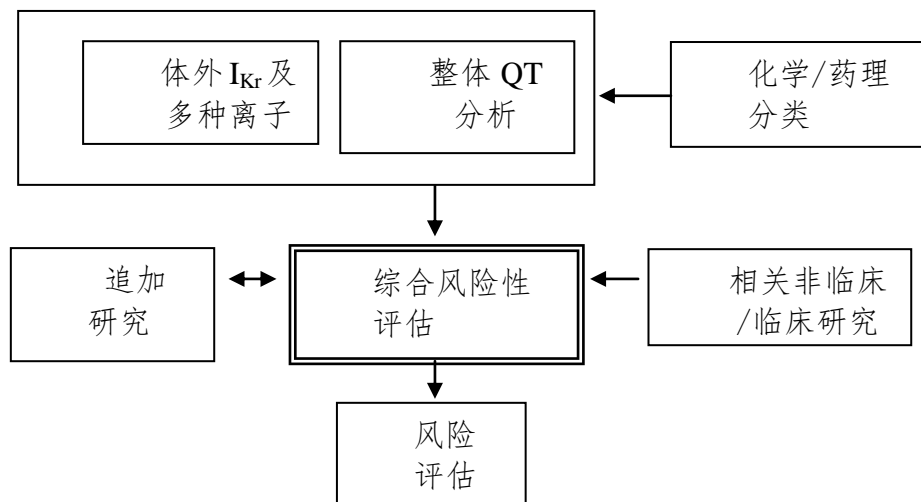 体外 IKr 及
多种离子
整体 QT
分析
化学/药理
分类
追加
研究
综合风险性
评估
相关非临床
/临床研究
风险
评估